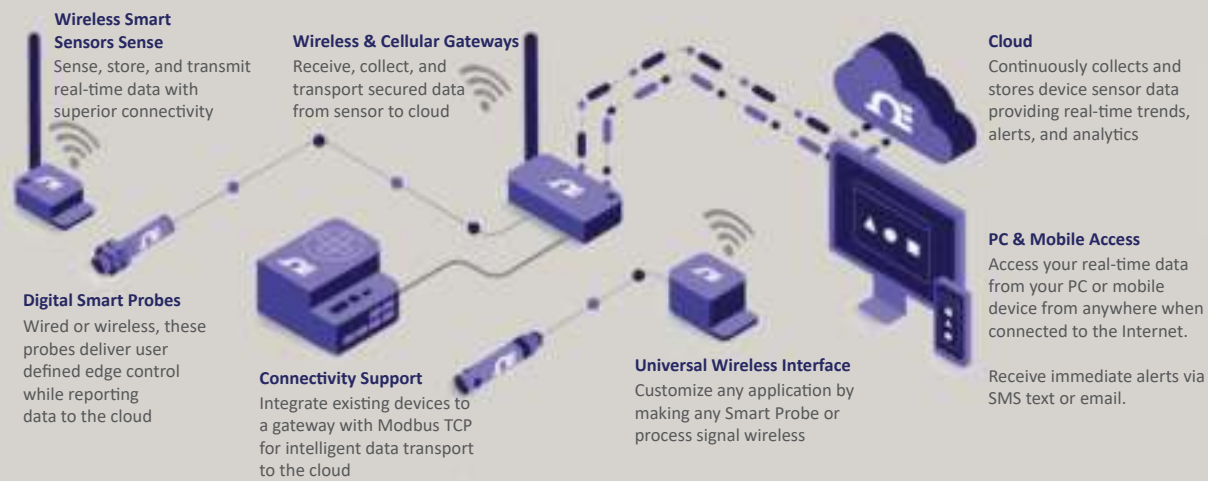 Wireless Smart
Sensors Sense
Sense, store, and transmit
real-time data with
superior connectivity
Wireless & Cellular Gateways
Receive, collect, and
transport secured data
from sensor to cloud
Cloud
Continuously collects and
stores device sensor data
providing real-time trends,
alerts, and analytics
Digital Smart Probes
Wired or wireless, these
probes deliver user
defined edge control
while reporting
data to the cloud
Connectivity Support
Integrate existing devices to
a gateway with Modbus TCP
for intelligent data transport
to the cloud
Universal Wireless Interface
Customize any application by
making any Smart Probe or
process signal wireless
PC & Mobile Access
Access your real-time data
from your PC or mobile
device from anywhere when
connected to the Internet.
Receive immediate alerts via
SMS text or email.